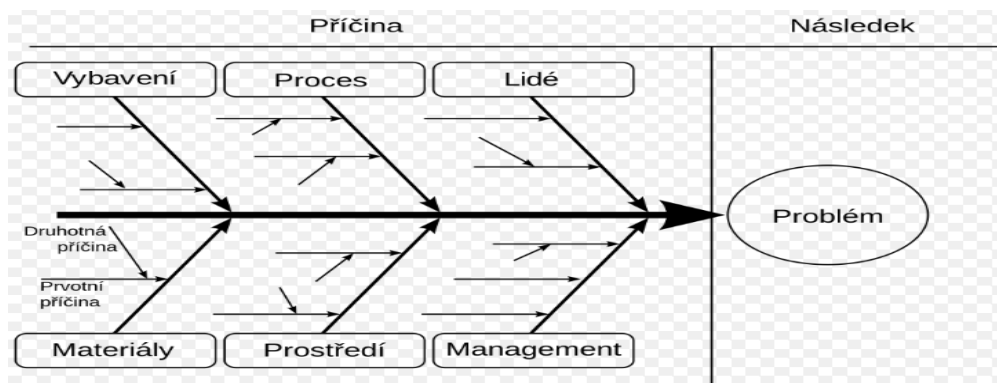 Příčina
Následek
Vybavení
Proces
Lidé
Problém
Druhotná
příčina
Prvotní
příčina
Materiály
Prostředí
Management